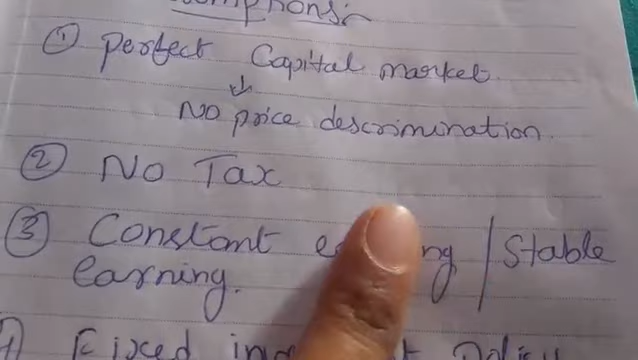 ① Perfect Capital market.
↓
No price descrimination.
② No Tax
③ Constant / Stable
earning.
Fixed